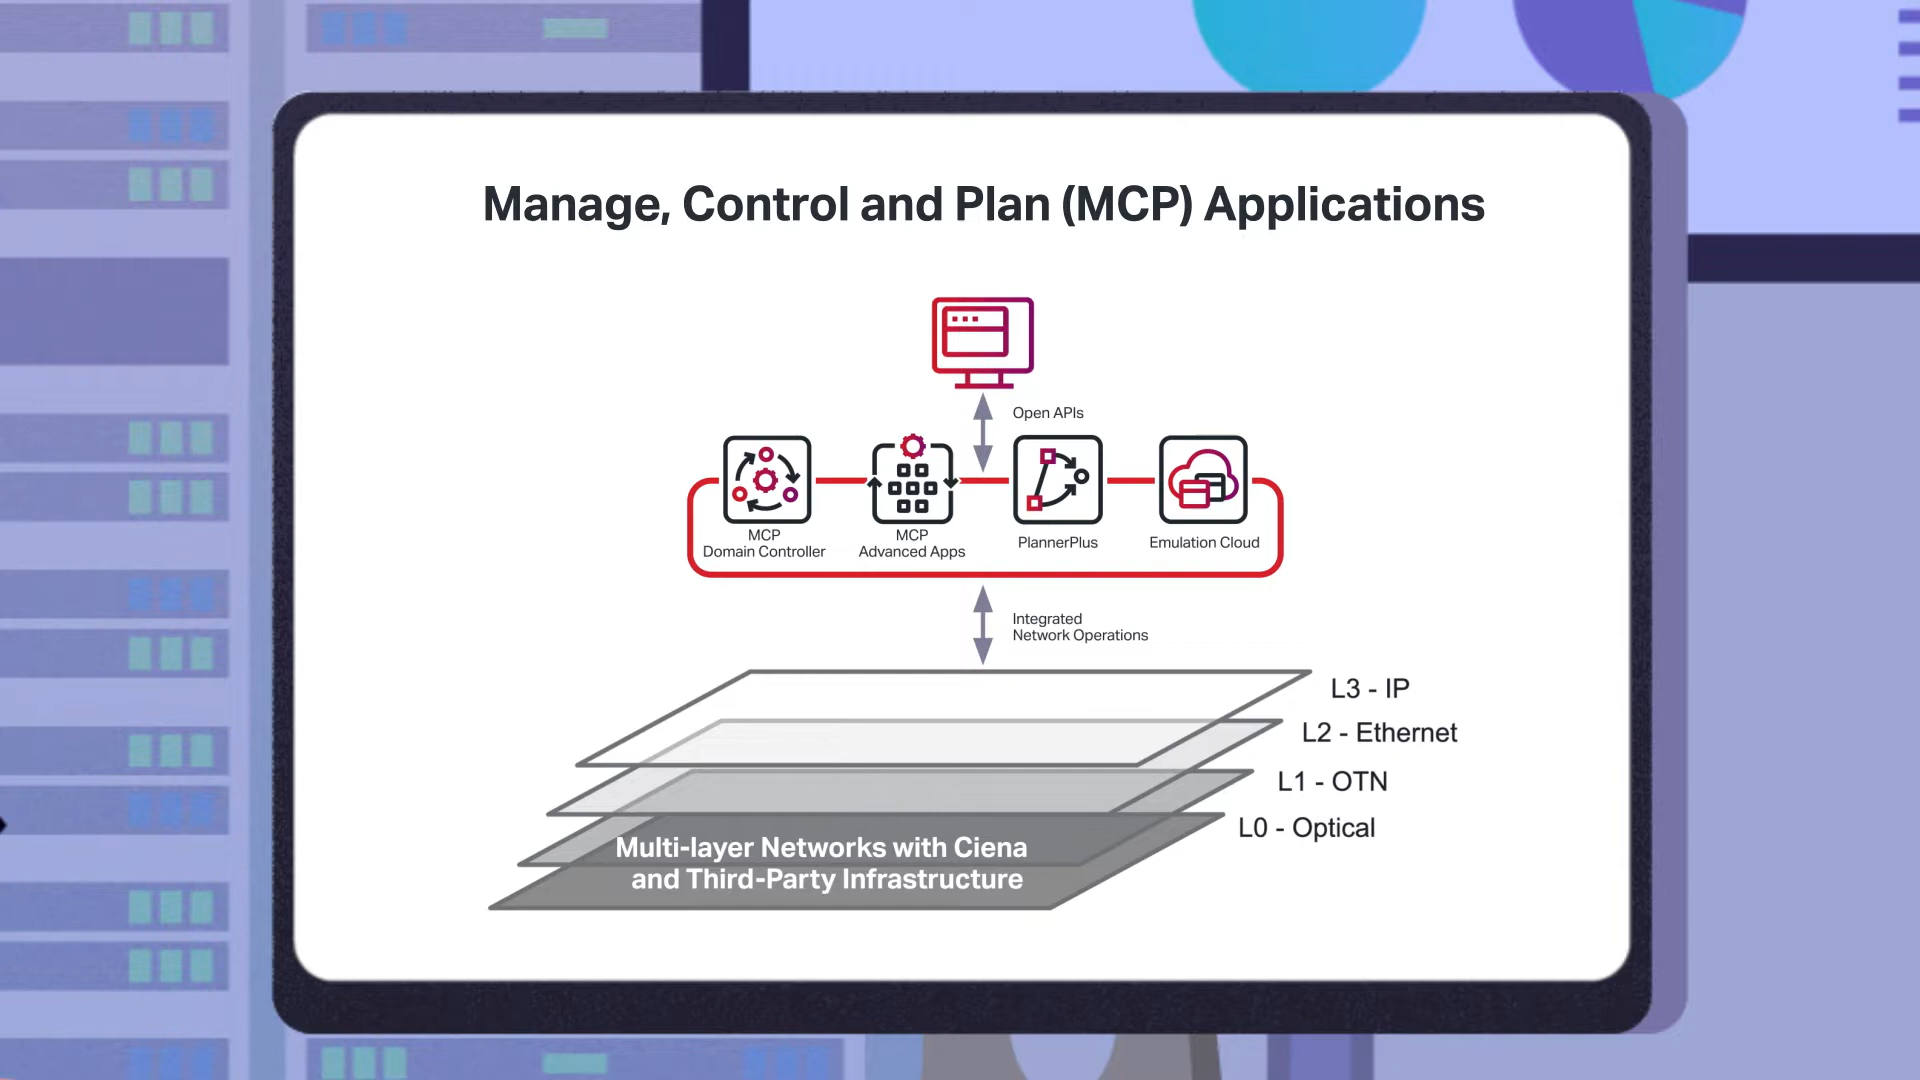 Manage, Control and Plan (MCP) Applications
Open APIs
MCP
Domain Controller
MCP
Advanced Apps
PlannerPlus
Emulation Cloud
Integrated
Network Operations
L3 - IP
L2 - Ethernet
L1 - OTN
L0 - Optical
Multi-layer Networks with Ciena
and Third-Party Infrastructure